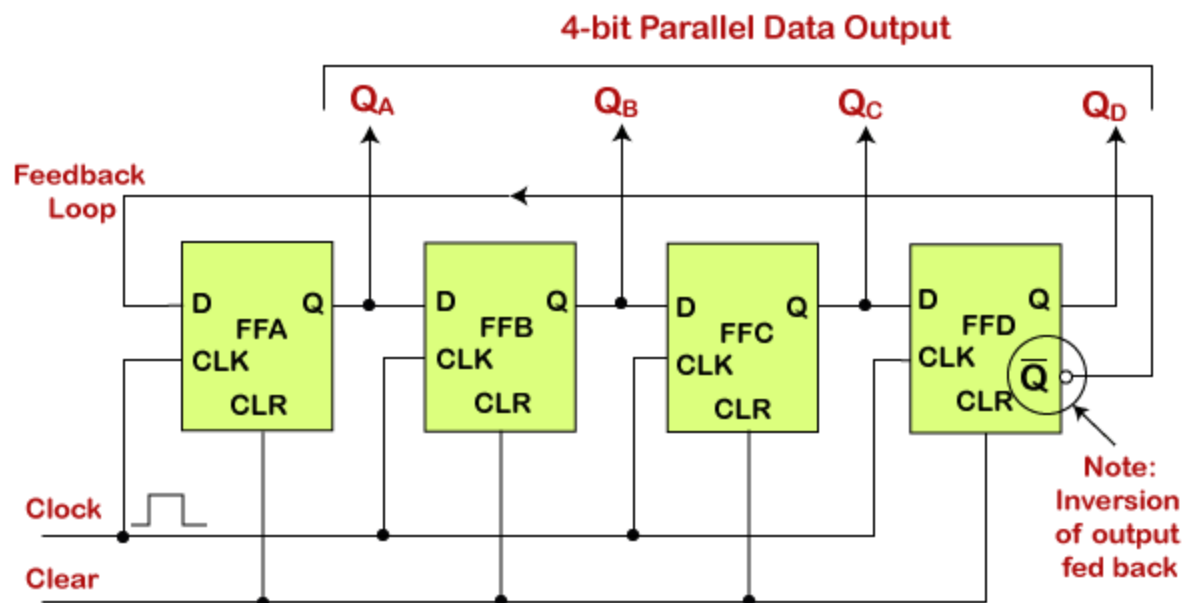 4-bit Parallel Data Output
QA
QB
QC
QD
Feedback
Loop
D
Q
FFA
CLK
CLR
D
Q
FFB
CLK
CLR
D
Q
FFC
CLK
CLR
D
Q
FFD
CLK
Q̅
CLR
Clock
Clear
Note:
Inversion
of output
fed back